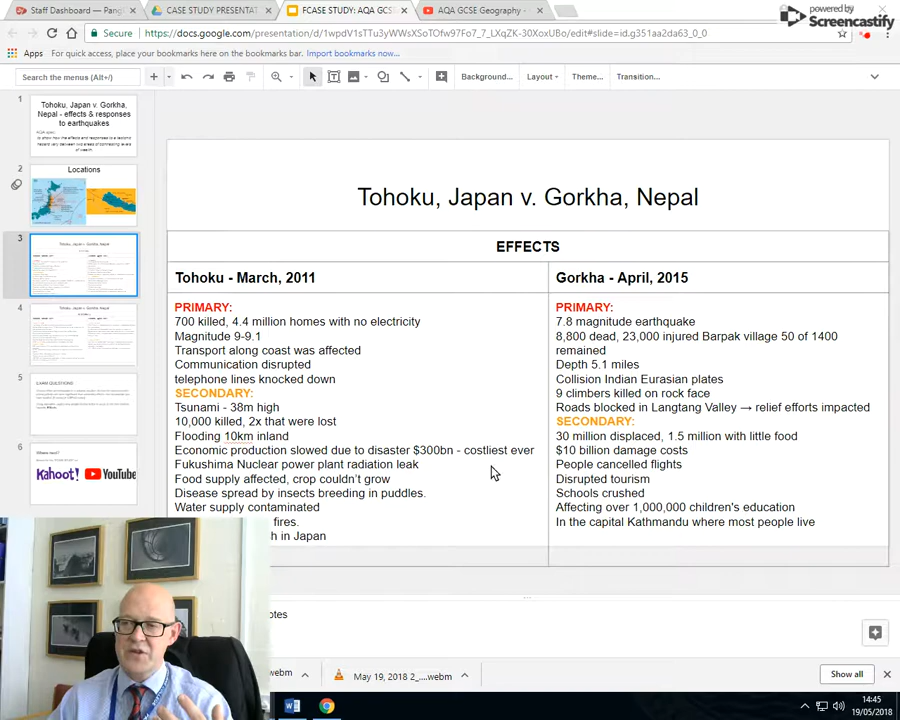 Staff Dashboard — Pang
CASE STUDY PRESENTAT
FCASE STUDY: AQA GCS
AQA GCSE Geography -
powered by
Screencastify
Secure
https://docs.google.com/presentation/d/1wpdV1sTTu3yWWsXSoTOfw97Fo7_7_LXqZK-30XoxUBo/edit#slide=id.g351aa2da63_0_0
Apps
For quick access, place your bookmarks here on the bookmarks bar. Import bookmarks now...
Search the menus (Alt+/)
Background...
Layout
Theme...
Transition...
1
Tohoku, Japan v. Gorkha,
Nepal - effects & responses
to earthquakes
2
Locations
3
4
5
6
Kahoot!
YouTube
Tohoku, Japan v. Gorkha, Nepal
EFFECTS
Tohoku - March, 2011
PRIMARY:
700 killed, 4.4 million homes with no electricity
Magnitude 9-9.1
Transport along coast was affected
Communication disrupted
telephone lines knocked down
SECONDARY:
Tsunami - 38m high
10,000 killed, 2x that were lost
Flooding 10km inland
Economic production slowed due to disaster $300bn - costliest ever
Fukushima Nuclear power plant radiation leak
Food supply affected, crop couldn't grow
Disease spread by insects breeding in puddles.
Water supply contaminated
fires.
h in Japan
Gorkha - April, 2015
PRIMARY:
7.8 magnitude earthquake
8,800 dead, 23,000 injured Barpak village 50 of 1400
remained
Depth 5.1 miles
Collision Indian Eurasian plates
9 climbers killed on rock face
Roads blocked in Langtang Valley → relief efforts impacted
SECONDARY:
30 million displaced, 1.5 million with little food
$10 billion damage costs
People cancelled flights
Disrupted tourism
Schools crushed
Affecting over 1,000,000 children's education
In the capital Kathmandu where most people live
otes
webm
May 19, 2018 2_....webm
Show all
14:45
19/05/2018